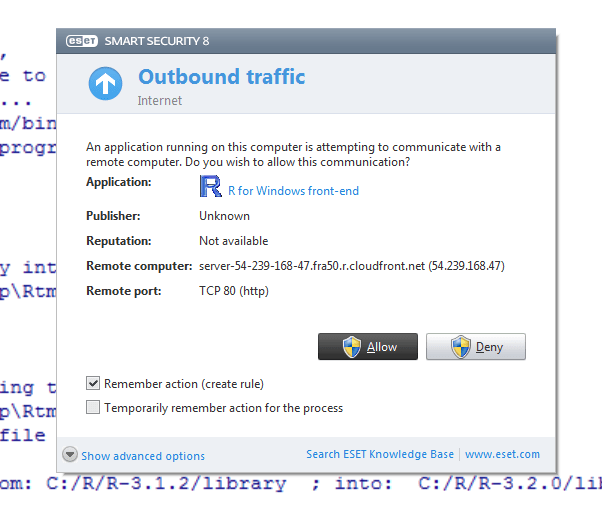 eseT SMART SECURITY 8
,
e to
Outbound traffic
...
Internet
m/bin
progr
An application running on this computer is attempting to communicate with a
remote computer. Do you wish to allow this communication?
Application: R R for Windows front-end
Publisher: Unknown
Reputation: Not available
y int
Remote computer: server-54-239-168-47.fra50.r.cloudfront.net (54.239.168.47)
p\Rtm
Remote port: TCP 80 (http)
Allow Deny
ing t
Remember action (create rule)
p\Rtm
Temporarily remember action for the process
file
Show advanced options Search ESET Knowledge Base | www.eset.com
om: C:/R/R-3.1.2/library ; into: C:/R/R-3.2.0/lib